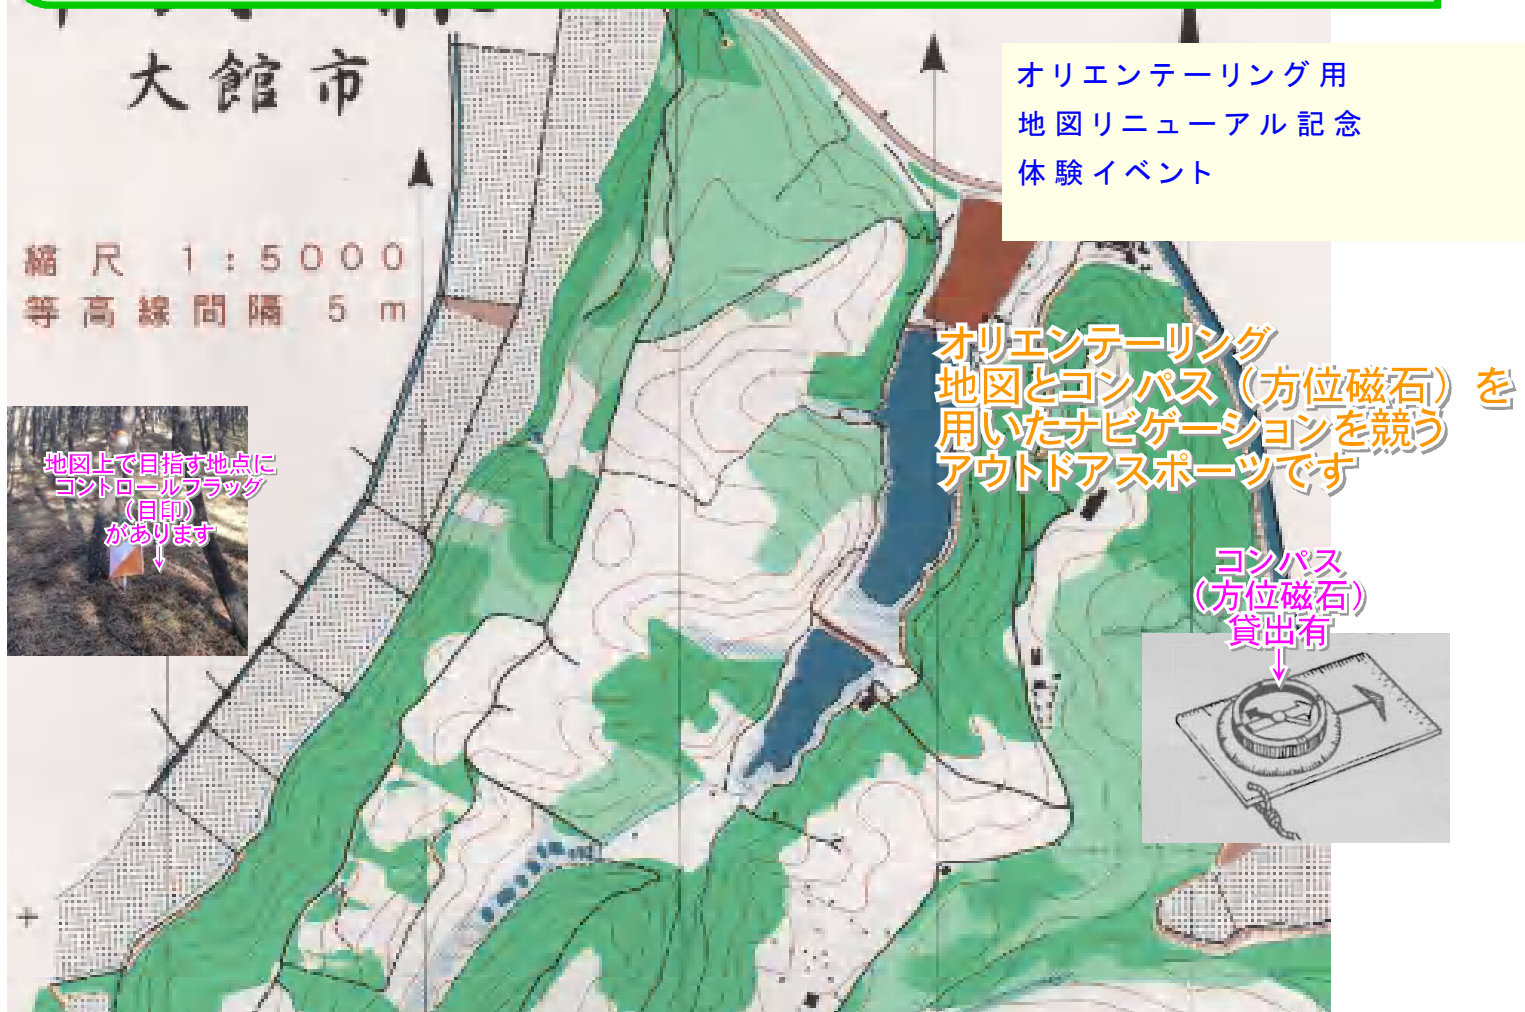 大館市
縮尺 1:5000
等高線間隔 5m
オリエンテーリング用
地図リニューアル記念
体験イベント
オリエンテーリング
地図とコンパス（方位磁石）を
用いたナビゲーションを競う
アウトドアスポーツです
地図上で目指す地点に
コントロールフラッグ
（目印）
があります
↓
コンパス
（方位磁石）
貸出有
↓